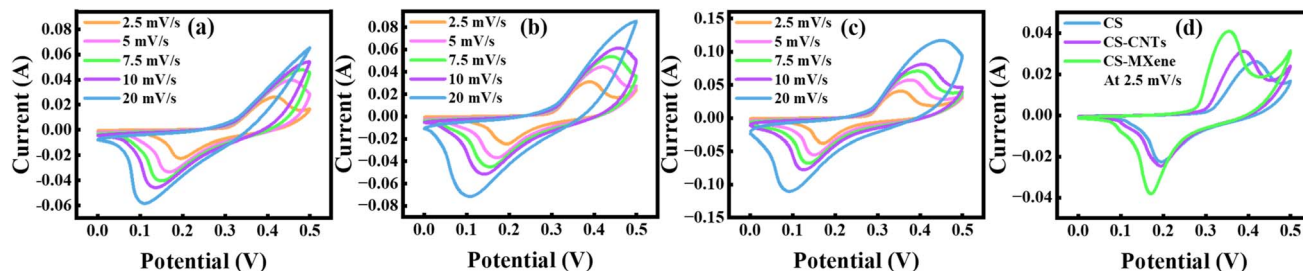 (a)
2.5 mV/s
5 mV/s
7.5 mV/s
10 mV/s
20 mV/s
0.08
0.06
0.04
0.02
0.00
-0.02
-0.04
-0.06
Current (A)
0.0 0.1 0.2 0.3 0.4 0.5
Potential (V)
(b)
2.5 mV/s
5 mV/s
7.5 mV/s
10 mV/s
20 mV/s
0.08
0.06
0.04
0.02
0.00
-0.02
-0.04
-0.06
-0.08
Current (A)
0.0 0.1 0.2 0.3 0.4 0.5
Potential (V)
(c)
2.5 mV/s
5 mV/s
7.5 mV/s
10 mV/s
20 mV/s
0.15
0.10
0.05
0.00
−0.05
−0.10
−0.15
Current (A)
0.0 0.1 0.2 0.3 0.4 0.5
Potential (V)
(d)
CS
CS-CNTs
CS-MXene
At 2.5 mV/s
0.04
0.02
0.00
−0.02
−0.04
Current (A)
0.0 0.1 0.2 0.3 0.4 0.5
Potential (V)